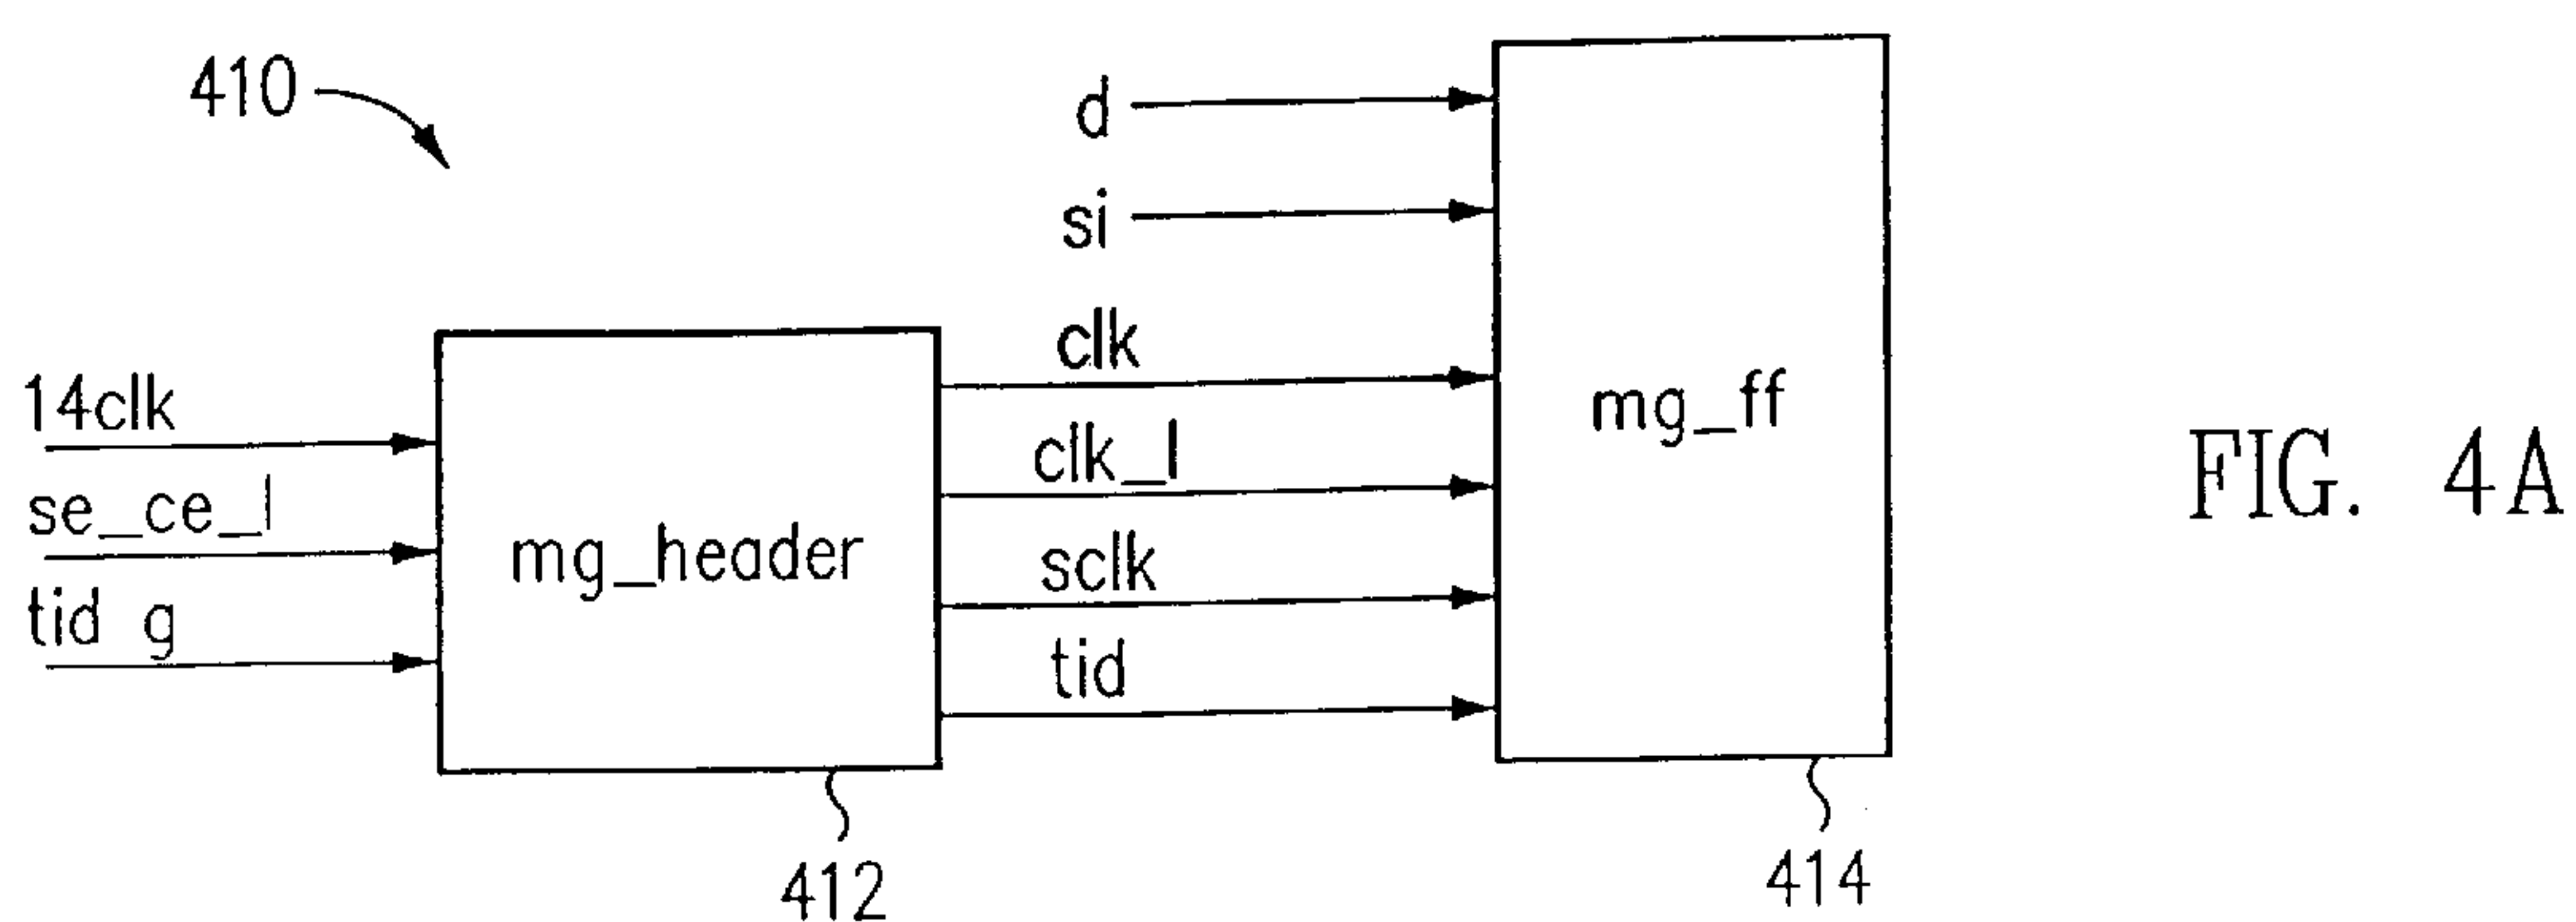 410
d
si
clk
14clk
clk_l
mg_ff
se_ce_l
mg_header
sclk
tid g
tid
412
414
FIG. 4A